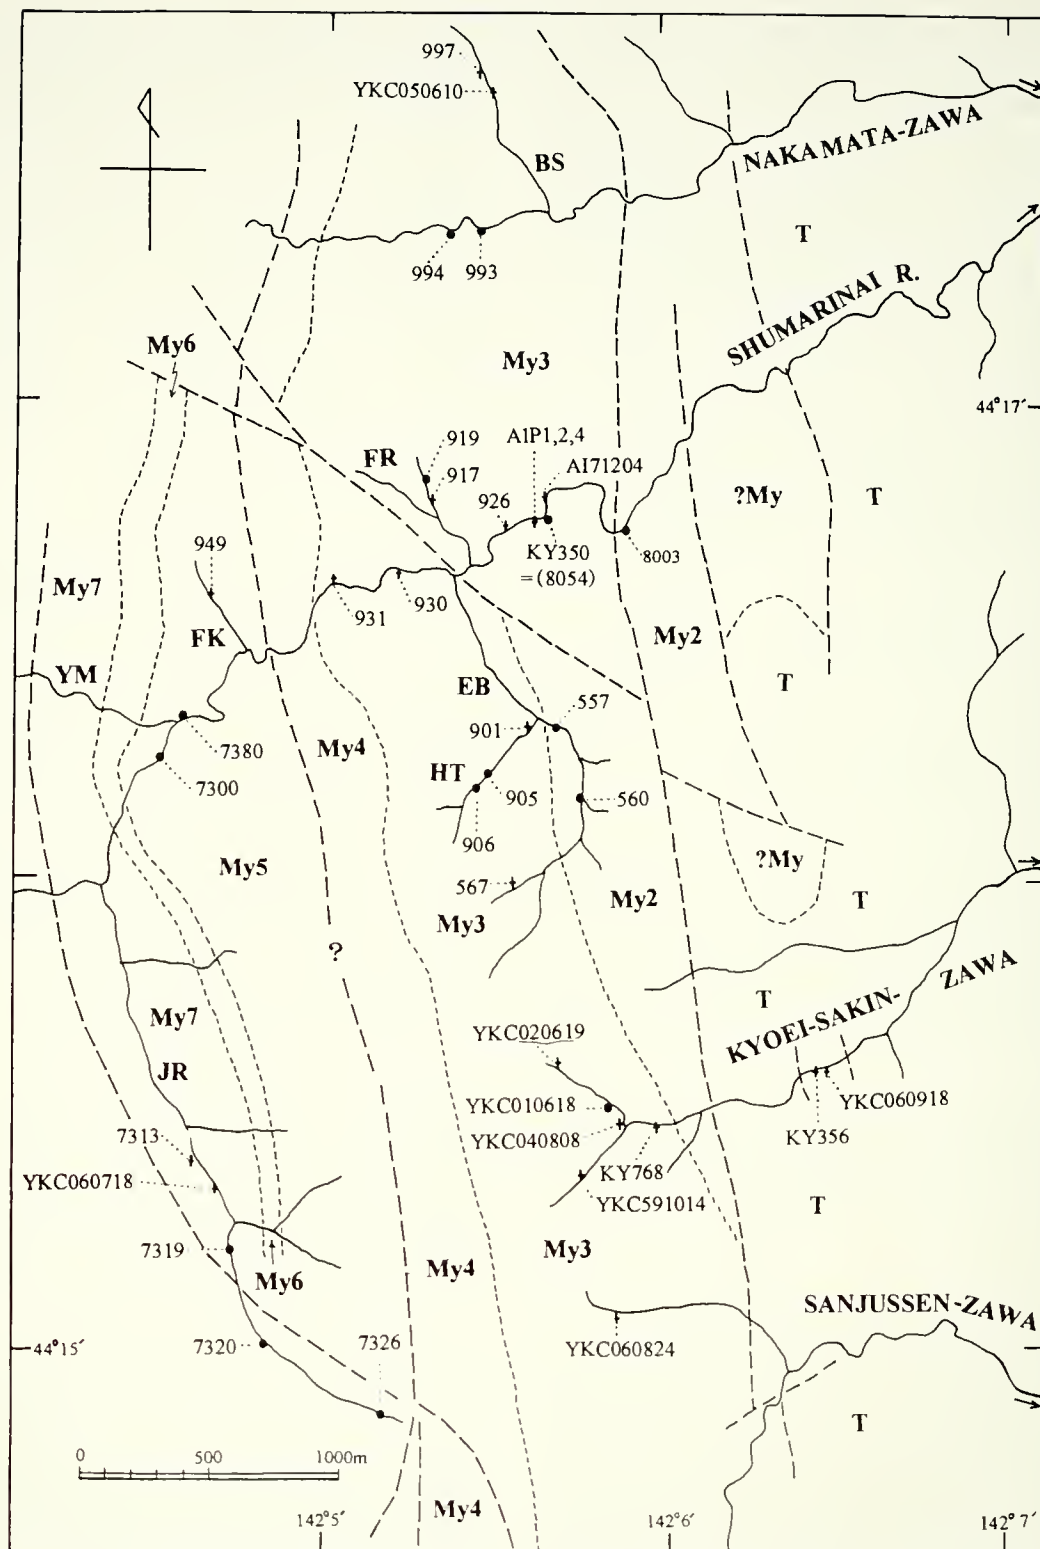 997
YKC050610
BS
NAKAMATA-ZAWA
T
994
993
SHUMARINAI R.
My6
My3
44°17′
919
A1P1,2,4
FR
917
AI71204
926
?My
T
949
KY350
=(8054)
8003
My7
931
930
FK
My2
YM
EB
T
557
My4
901
7380
HT
7300
905
560
906
?My
My5
567
My2
T
My3
?
ZAWA
T
KYOEI-SAKIN-
My7
YKC020619
JR
YKC010618
YKC060918
YKC040808
7313
KY356
KY768
YKC060718
YKC591014
T
7319
My3
My4
My6
SANJUSSEN-ZAWA
7326
44°15′
7320
YKC060824
T
0 500 1000m
My4
142°5′
142°6′
142°7′